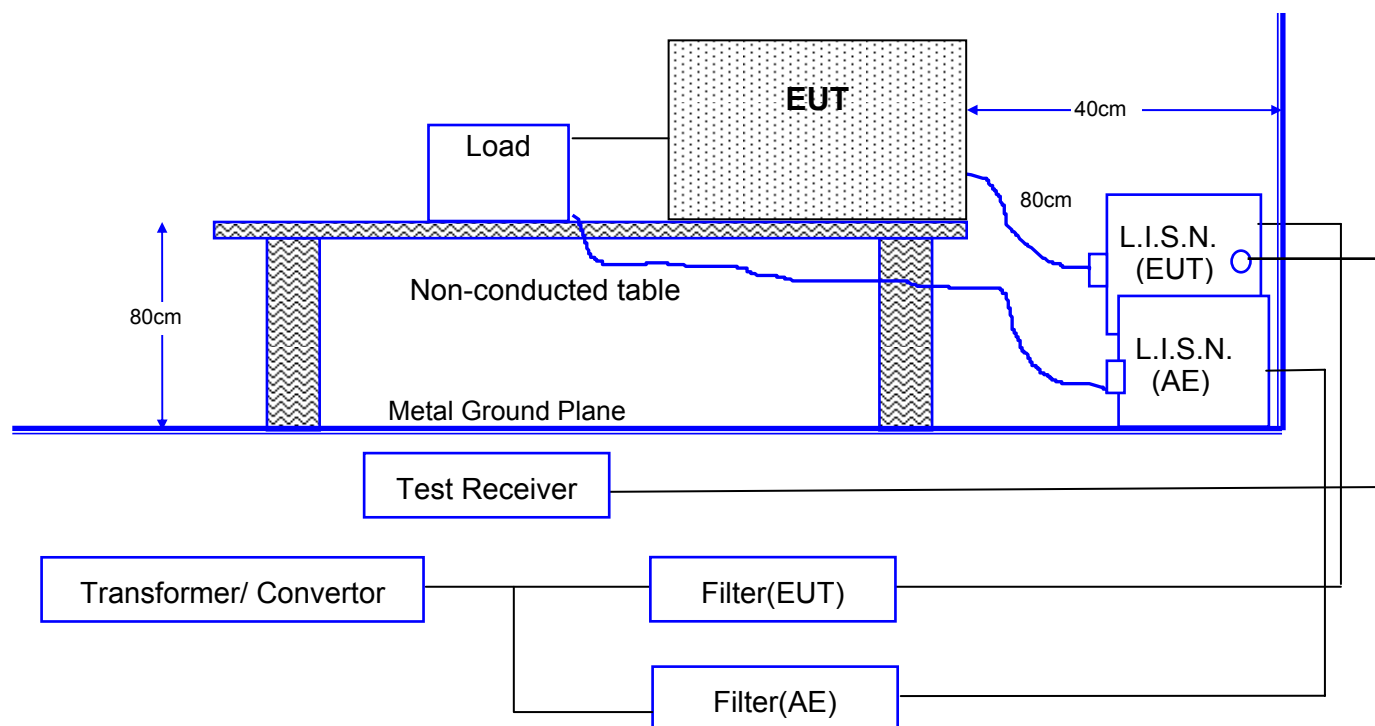 EUT
40cm
Load
80cm
L.I.S.N.
(EUT)
Non-conducted table
80cm
L.I.S.N.
(AE)
Metal Ground Plane
Test Receiver
Transformer/ Convertor
Filter(EUT)
Filter(AE)